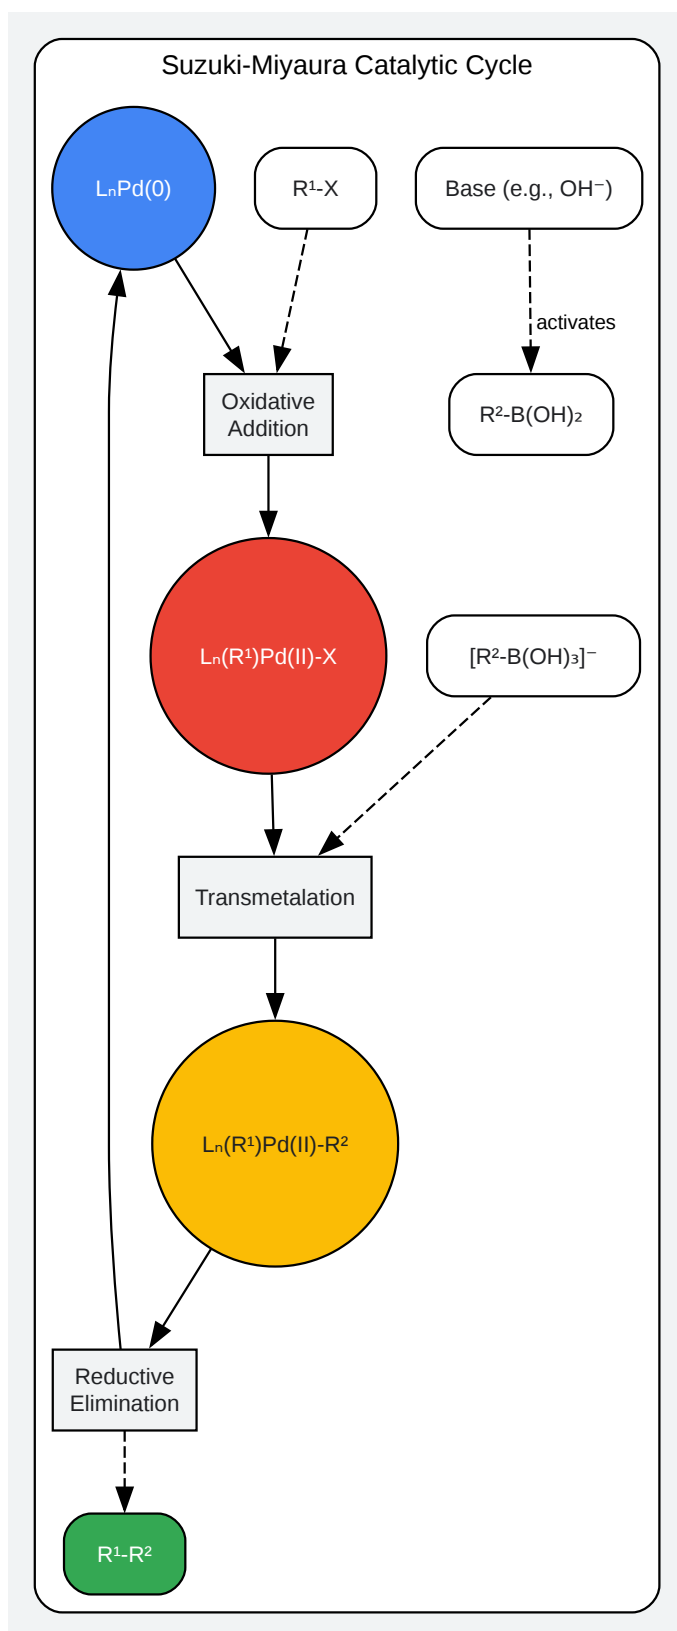 Suzuki-Miyaura Catalytic Cycle
LₙPd(0)
R¹-X
Base (e.g., OH⁻)
activates
Oxidative
Addition
R²-B(OH)₂
Lₙ(R¹)Pd(II)-X
[R²-B(OH)₃]⁻
Transmetalation
Lₙ(R¹)Pd(II)-R²
Reductive
Elimination
R¹-R²